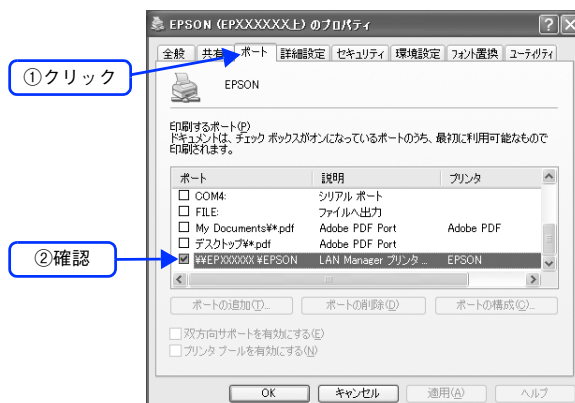 EPSON (EPXXXXXX上) のプロパティ
全般 共有 ポート 詳細設定 セキュリティ 環境設定 フォント置換 ユーティリティ
①クリック
EPSON
印刷するポート(P)
ドキュメントは、チェック ボックスがオンになっているポートのうち、最初に利用可能なもので
印刷されます。
ポート 説明 プリンタ
COM4: シリアル ポート
FILE: ファイルへ出力
My Documents¥*.pdf Adobe PDF Port Adobe PDF
デスクトップ¥*.pdf Adobe PDF Port
②確認
¥¥EPXXXXXX ¥EPSON LAN Manager プリンタ ... EPSON
ポートの追加(T)... ポートの削除(D) ポートの構成(C)...
双方向サポートを有効にする(E)
プリンタ プールを有効にする(N)
OK キャンセル 適用(A) ヘルプ